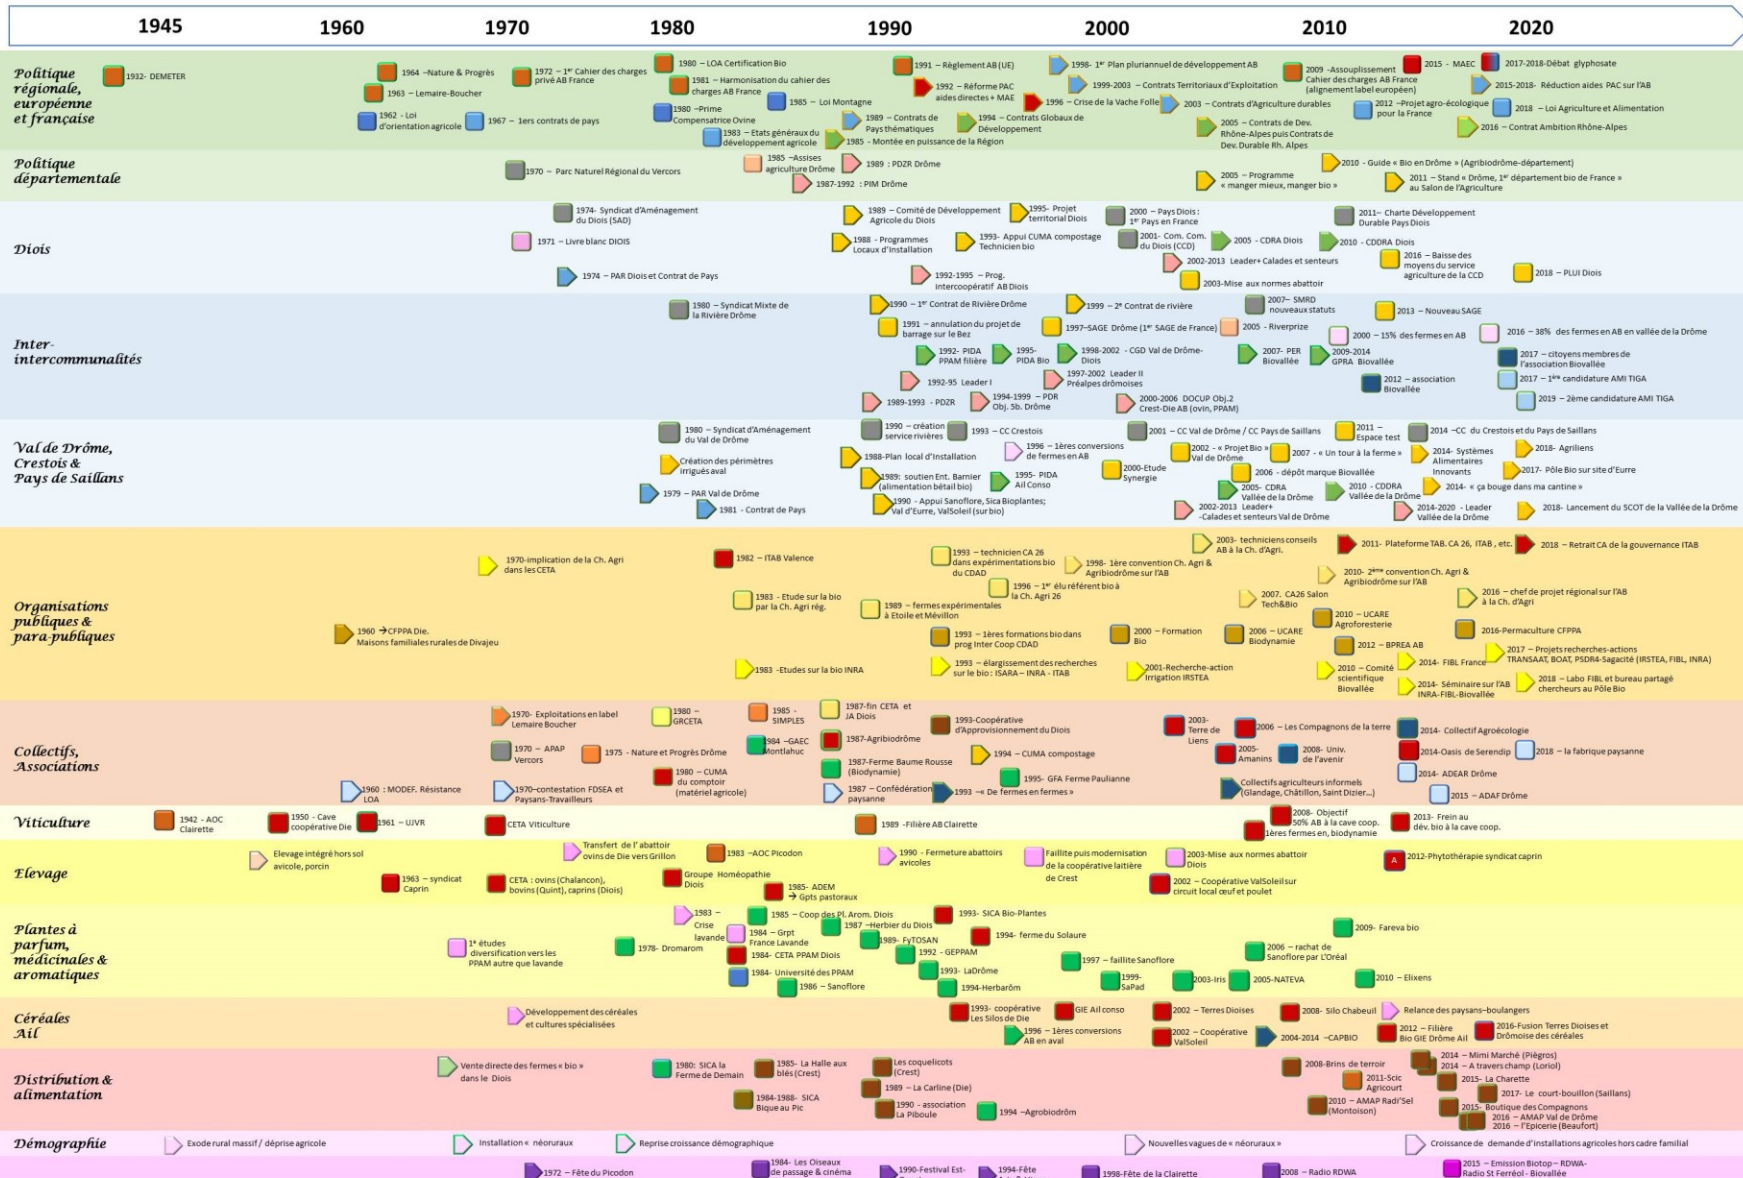 1945
1960
1970
1980
1990
2000
2010
2020
Politique
régionale,
européenne
et française
1932- DEMETER
1964 –Nature & Progrès
1963 – Lemaire-Boucher
1962 - Loi
d'orientation agricole
1967 – 1ers contrats de pays
1972 – 1er Cahier des charges
privé AB France
1980 – LOA Certification Bio
1981 – Harmonisation du cahier des
charges AB France
1980 –Prime
Compensatrice Ovine
1983 – Etats généraux du
développement agricole
1985 – Loi Montagne
1989 – Contrats de
Pays thématiques
1985 - Montée en puissance de la Région
1991 – Règlement AB (UE)
1992 – Réforme PAC
aides directes + MAE
1994 – Contrats Globaux de
Développement
1998- 1er Plan pluriannuel de développement AB
1999-2003 – Contrats Territoriaux d'Exploitation
1996 – Crise de la Vache Folle
2003 – Contrats d'Agriculture durables
2005 – Contrats de Dev.
Rhône-Alpes puis Contrats de
Dev. Durable Rh. Alpes
2009 -Assouplissement
Cahier des charges AB France
(alignement label européen)
2012 –Projet agro-écologique
pour la France
2015 - MAEC
2017-2018-Débat glyphosate
2015-2018- Réduction aides PAC sur l'AB
2018 – Loi Agriculture et Alimentation
2016 – Contrat Ambition Rhône-Alpes
Politique
départementale
1970 – Parc Naturel Régional du Vercors
1985 –Assises
agriculture Drôme
1987-1992 : PIM Drôme
1989 : PDZR Drôme
2005 – Programme
« manger mieux, manger bio »
2010 - Guide « Bio en Drôme » (Agribiodrôme-département)
2011 – Stand « Drôme, 1er département bio de France »
au Salon de l'Agriculture
Diois
1974- Syndicat d'Aménagement
du Diois (SAD)
1971 – Livre blanc DIOIS
1974 – PAR Diois et Contrat de Pays
1989 – Comité de Développement
Agricole du Diois
1988 - Programmes
Locaux d'Installation
1992-1995 – Prog.
Intercoopératif AB Diois
1995- Projet
territorial Diois
1993- Appui CUMA compostage
Technicien bio
2000 – Pays Diois :
1er Pays en France
2001- Com. Com.
du Diois (CCD)
2002-2013 Leader+ Calades et senteurs
2003-Mise aux normes abattoir
2005 - CDRA Diois
2011– Charte Développement
Durable Pays Diois
2010 - CDDRA Diois
2016 – Baisse des
moyens du service
agriculture de la CCD
2018 – PLUI Diois
Inter-
intercommunalités
1980 – Syndicat Mixte de
la Rivière Drôme
1990 – 1er Contrat de Rivière Drôme
1991 – annulation du projet de
barrage sur le Bez
1992- PIDA
PPAM filière
1992-95 Leader I
1989-1993 - PDZR
1999 – 2e Contrat de rivière
1997–SAGE Drôme (1er SAGE de France)
1995-
PIDA Bio
1998-2002 - CGD Val de Drôme-
Diois
1997-2002 Leader II
Préalpes drômoises
1994-1999 – PDR
Obj. 5b. Drôme
2000-2006 DOCUP Obj.2
Crest-Die AB (ovin, PPAM)
2007– SMRD
nouveaux statuts
2005 - Riverprize
2007- PER
Biovallée
2009-2014
GPRA Biovallée
2013 – Nouveau SAGE
2000 – 15% des fermes en AB
2012 – association
Biovallée
2016 – 38% des fermes en AB en vallée de la Drôme
2017 – citoyens membres de
l'association Biovallée
2017 – 1ère candidature AMI TIGA
2019 – 2ème candidature AMI TIGA
Val de Drôme,
Crestois &
Pays de Saillans
1980 – Syndicat d'Aménagement
du Val de Drôme
Création des périmètres
irrigués aval
1979 – PAR Val de Drôme
1981 - Contrat de Pays
1990 – création
service rivières
1988-Plan local d'Installation
1989: soutien Ent. Barnier
(alimentation bétail bio)
1990 – Appui Sanoflore, Sica Bioplantes;
Val d'Eurre, ValSoleil (sur bio)
1993 – CC Crestois
1996 – 1ères conversions
de fermes en AB
1995- PIDA
Ail Conso
2001 – CC Val de Drôme / CC Pays de Saillans
2002 - « Projet Bio »
Val de Drôme
2000-Etude
Synergie
2007 - « Un tour à la ferme »
2006 - dépôt marque Biovallée
2005- CDRA
Vallée de la Drôme
2002-2013 Leader+
-Calades et senteurs Val de Drôme
2011 –
Espace test
2010 - CDDRA
Vallée de la Drôme
2014 –CC du Crestois et du Pays de Saillans
2014- Systèmes
Alimentaires
Innovants
2014- « ça bouge dans ma cantine »
2014-2020 - Leader
Vallée de la Drôme
2018- Agriliens
2017- Pôle Bio sur site d'Eurre
2018- Lancement du SCOT de la Vallée de la Drôme
Organisations
publiques &
para-publiques
1970-implication de la Ch. Agri
dans les CETA
1960 →CFPPA Die.
Maisons familiales rurales de Divajeu
1982 – ITAB Valence
1983 - Etude sur la bio
par la Ch. Agri rég.
1983 -Etudes sur la bio INRA
1993 – technicien CA 26
dans expérimentations bio
du CDAD
1989 – fermes expérimentales
à Etoile et Mévillon
1993 – 1ères formations bio dans
prog Inter Coop CDAD
1993 – élargissement des recherches
sur le bio : ISARA – INRA - ITAB
1998- 1ère convention Ch. Agri &
Agribiodrôme sur l'AB
1996 – 1er élu référent bio à
la Ch. Agri 26
2000 – Formation
Bio
2001-Recherche-action
Irrigation IRSTEA
2003- techniciens conseils
AB à la Ch. d'Agri.
2007. CA26 Salon
Tech&Bio
2006 – UCARE
Biodynamie
2011- Plateforme TAB. CA 26, ITAB , etc.
2010- 2ème convention Ch. Agri &
Agribiodrôme sur l'AB
2010 – UCARE
Agroforesterie
2012 – BPREA AB
2010 – Comité
scientifique
Biovallée
2018 – Retrait CA de la gouvernance ITAB
2016 – chef de projet régional sur l'AB
à la Ch. d'Agri
2016-Permaculture CFPPA
2014- FIBL France
2014- Séminaire sur l'AB
INRA-FIBL-Biovallée
2017 – Projets recherches-actions
TRANSAAT, BOAT, PSDR4-Sagacité (IRSTEA, FIBL, INRA)
2018 – Labo FIBL et bureau partagé
chercheurs au Pôle Bio
Collectifs,
Associations
1970- Exploitations en label
Lemaire Boucher
1970 – APAP
Vercors
1975 - Nature et Progrès Drôme
1960 : MODEF. Résistance
LOA
1970–contestation FDSEA et
Paysans-Travailleurs
1980 –
GRCETA
1985 -
SIMPLES
1984 –GAEC
Montlahuc
1980 – CUMA
du comptoir
(matériel agricole)
1987-fin CETA et
JA Diois
1987-Agribiodrôme
1987-Ferme Baume Rousse
(Biodynamie)
1987 – Confédération
paysanne
1993-Coopérative
d'Approvisionnement du Diois
1994 – CUMA compostage
1995- GFA Ferme Paulianne
1993 –« De fermes en fermes »
2003-
Terre de
Liens
2006 – Les Compagnons de la terre
2005-
Amanins
2008- Univ.
de l'avenir
Collectifs agriculteurs informels
(Glandage, Châtillon, Saint Dizier...)
2014- Collectif Agroécologie
2014-Oasis de Serendip
2014- ADEAR Drôme
2015 – ADAF Drôme
2018 – la fabrique paysanne
Viticulture
1942 - AOC
Clairette
1950 - Cave
coopérative Die
1961 – UJVR
CETA Viticulture
1989 -Filière AB Clairette
2008- Objectif
50% AB à la cave coop.
1ères fermes en, biodynamie
2013- Frein au
dév. bio à la cave coop.
Elevage
Elevage intégré hors sol
avicole, porcin
1963 – syndicat
Caprin
Transfert de l' abattoir
ovins de Die vers Grillon
CETA : ovins (Chalancon),
bovins (Quint), caprins (Diois)
1983 –AOC Picodon
Groupe Homéopathie
Diois
1985- ADEM
→ Gpts pastoraux
1990 - Fermeture abattoirs
avicoles
Faillite puis modernisation
de la coopérative laitière
de Crest
2003-Mise aux normes abattoir
Diois
2002 – Coopérative ValSoleil sur
circuit local œuf et poulet
A
2012-Phytothérapie syndicat caprin
Plantes à
parfum,
médicinales &
aromatiques
1e études
diversification vers les
PPAM autre que lavande
1978- Dromarom
1983 –
Crise
lavande
1985 – Coop des Pl. Arom. Diois
1984 – Grpt
France Lavande
1984- CETA PPAM Diois
1984- Université des PPAM
1986 – Sanoflore
1987 –Herbier du Diois
1989- FyTOSAN
1992 - GEPPAM
1993- LaDrôme
1994-Herbarôm
1993- SICA Bio-Plantes
1994- ferme du Solaure
1997 – faillite Sanoflore
1999-
SaPad
2003-Iris
2005-NATEVA
2006 – rachat de
Sanoflore par L'Oréal
2009- Fareva bio
2010 – Elixens
Céréales
Ail
Développement des céréales
et cultures spécialisées
1993- coopérative
Les Silos de Die
1996 – 1ères conversions
AB en aval
GIE Ail conso
2002 – Terres Dioises
2002 – Coopérative
ValSoleil
2008- Silo Chabeuil
2004-2014 –CAPBIO
Relance des paysans–boulangers
2012 – Filière
Bio GIE Drôme Ail
2016-Fusion Terres Dioises et
Drômoise des céréales
Distribution &
alimentation
Vente directe des fermes « bio »
dans le Diois
1980: SICA la
Ferme de Demain
1985- La Halle aux
blés (Crest)
1984-1988- SICA
Bique au Pic
Les coquelicots
(Crest)
1989 – La Carline (Die)
1990 - association
La Piboule
1994 –Agrobiodrôm
2008-Brins de terroir
2011-Scic
Agricourt
2010 – AMAP Radi'Sel
(Montoison)
2014 – Mimi Marché (Piègros)
2014 – A travers champ (Loriol)
2015- La Charette
2017- Le court-bouillon (Saillans)
2015- Boutique des Compagnons
2016 – AMAP Val de Drôme
2016 – l'Epicerie (Beaufort)
Démographie
Exode rural massif / déprise agricole
Installation « néoruraux
Reprise croissance démographique
Nouvelles vagues de « néoruraux »
Croissance de demande d'installations agricoles hors cadre familial
1972 – Fête du Picodon
1984- Les Oiseaux
de passage & cinéma
1990-Festival Est-
1994-Fête
1998-Fête de la Clairette
2008 – Radio RDWA
2015 – Emission Biotop – RDWA-
Radio St Ferréol - Biovallée